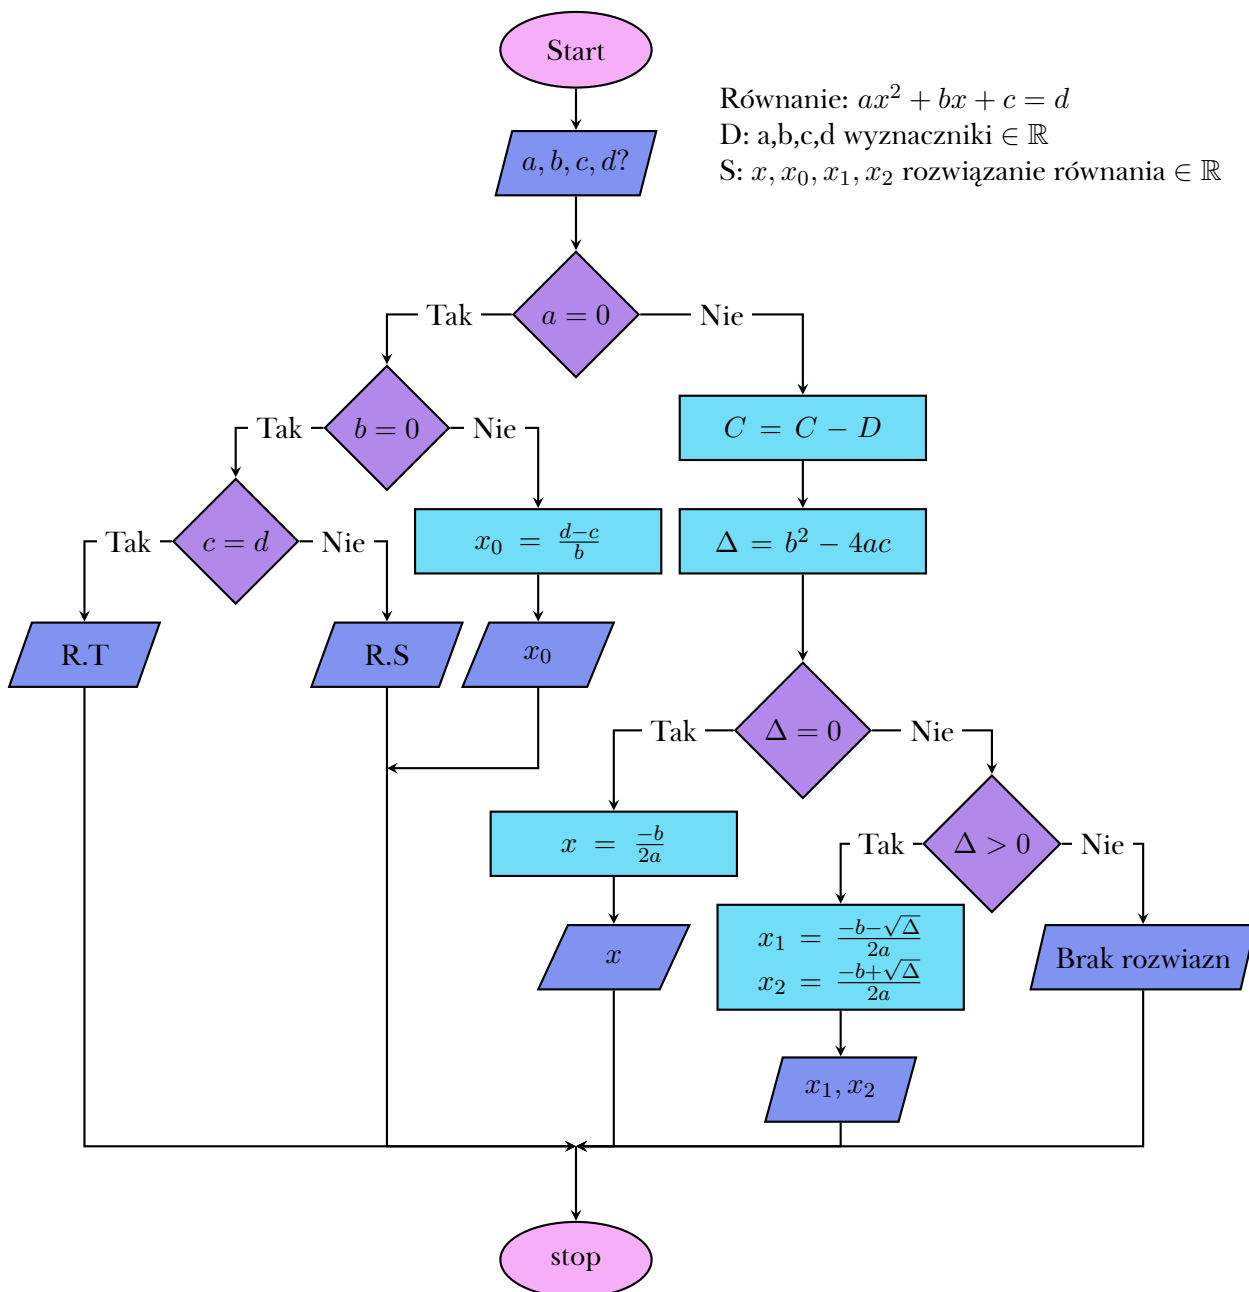 Start
Równanie: ax² + bx + c = d
D: a,b,c,d wyznaczniki ∈ ℝ
S: x, x₀, x₁, x₂ rozwiązanie równania ∈ ℝ
a, b, c, d?
a = 0
Tak
Nie
b = 0
Tak
Nie
C = C − D
c = d
Tak
Nie
x₀ = (d−c)/b
Δ = b² − 4ac
R.T
R.S
x₀
Δ = 0
Tak
Nie
x = −b/2a
Δ > 0
Tak
Nie
x₁ = (−b−√Δ)/2a
x₂ = (−b+√Δ)/2a
x
Brak rozwiazn
x₁, x₂
stop